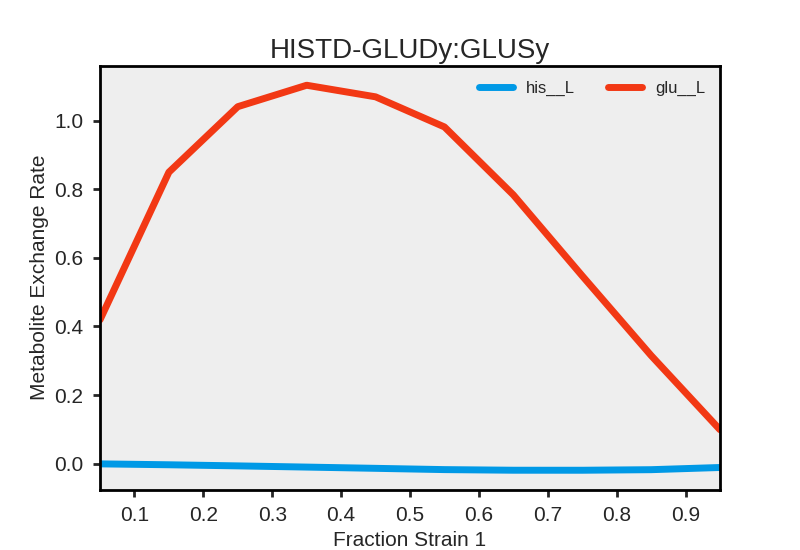 HISTD-GLUDy:GLUSy
his__L glu__L
Metabolite Exchange Rate
1.0
0.8
0.6
0.4
0.2
0.0
0.1 0.2 0.3 0.4 0.5 0.6 0.7 0.8 0.9
Fraction Strain 1